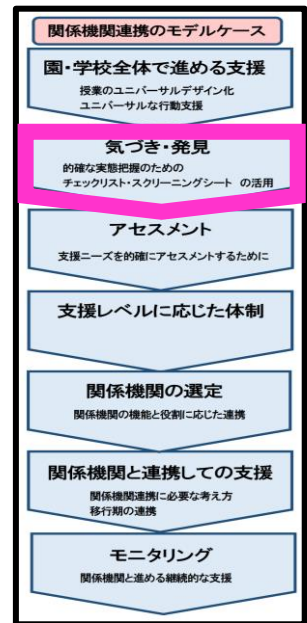 関係機関連携のモデルケース
園・学校全体で進める支援
授業のユニバーサルデザイン化
ユニバーサルな行動支援
気づき・発見
的確な実態把握のための
チェックリスト・スクリーニングシート の活用
アセスメント
支援ニーズを的確にアセスメントするために
支援レベルに応じた体制
関係機関の選定
関係機関の機能と役割に応じた連携
関係機関と連携しての支援
関係機関連携に必要な考え方
移行期の連携
モニタリング
関係機関と進める継続的な支援